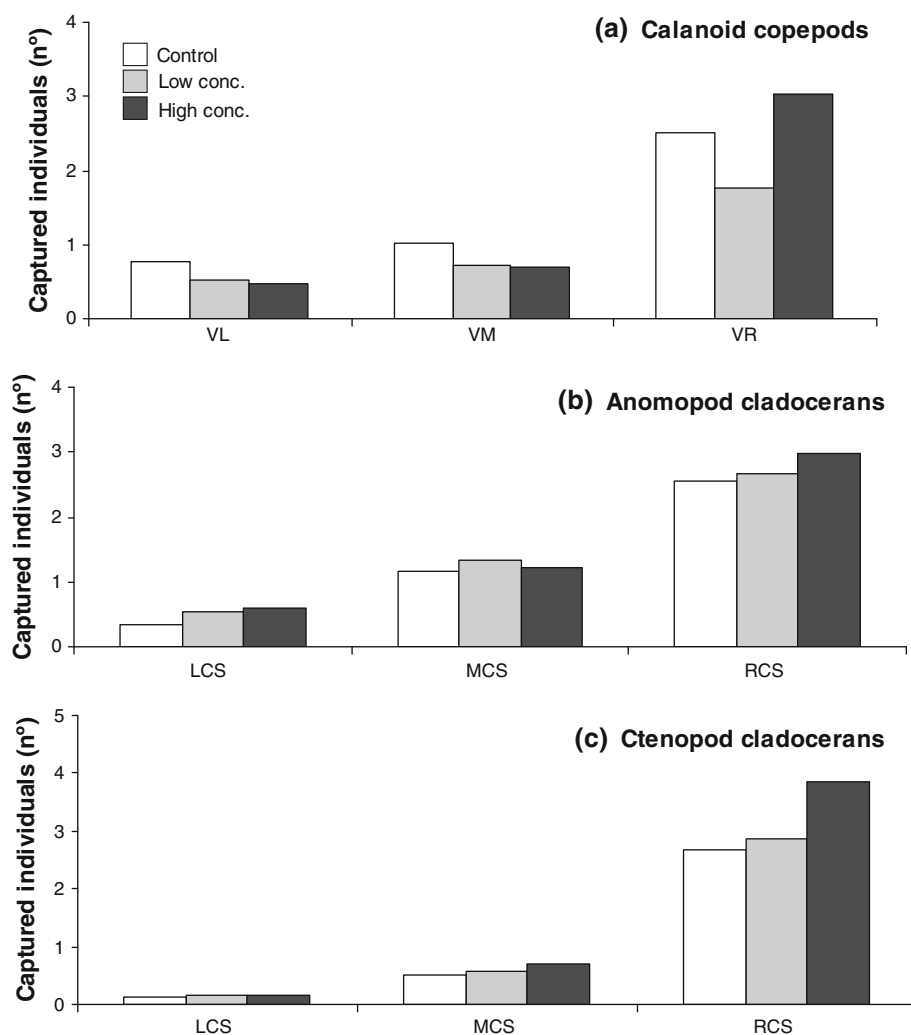 (a) Calanoid copepods
Control
Low conc.
High conc.
Captured individuals (nº)
4
3
2
1
0
VL VM VR
(b) Anomopod cladocerans
Captured individuals (nº)
4
3
2
1
0
LCS MCS RCS
(c) Ctenopod cladocerans
Captured individuals (nº)
5
4
3
2
1
0
LCS MCS RCS